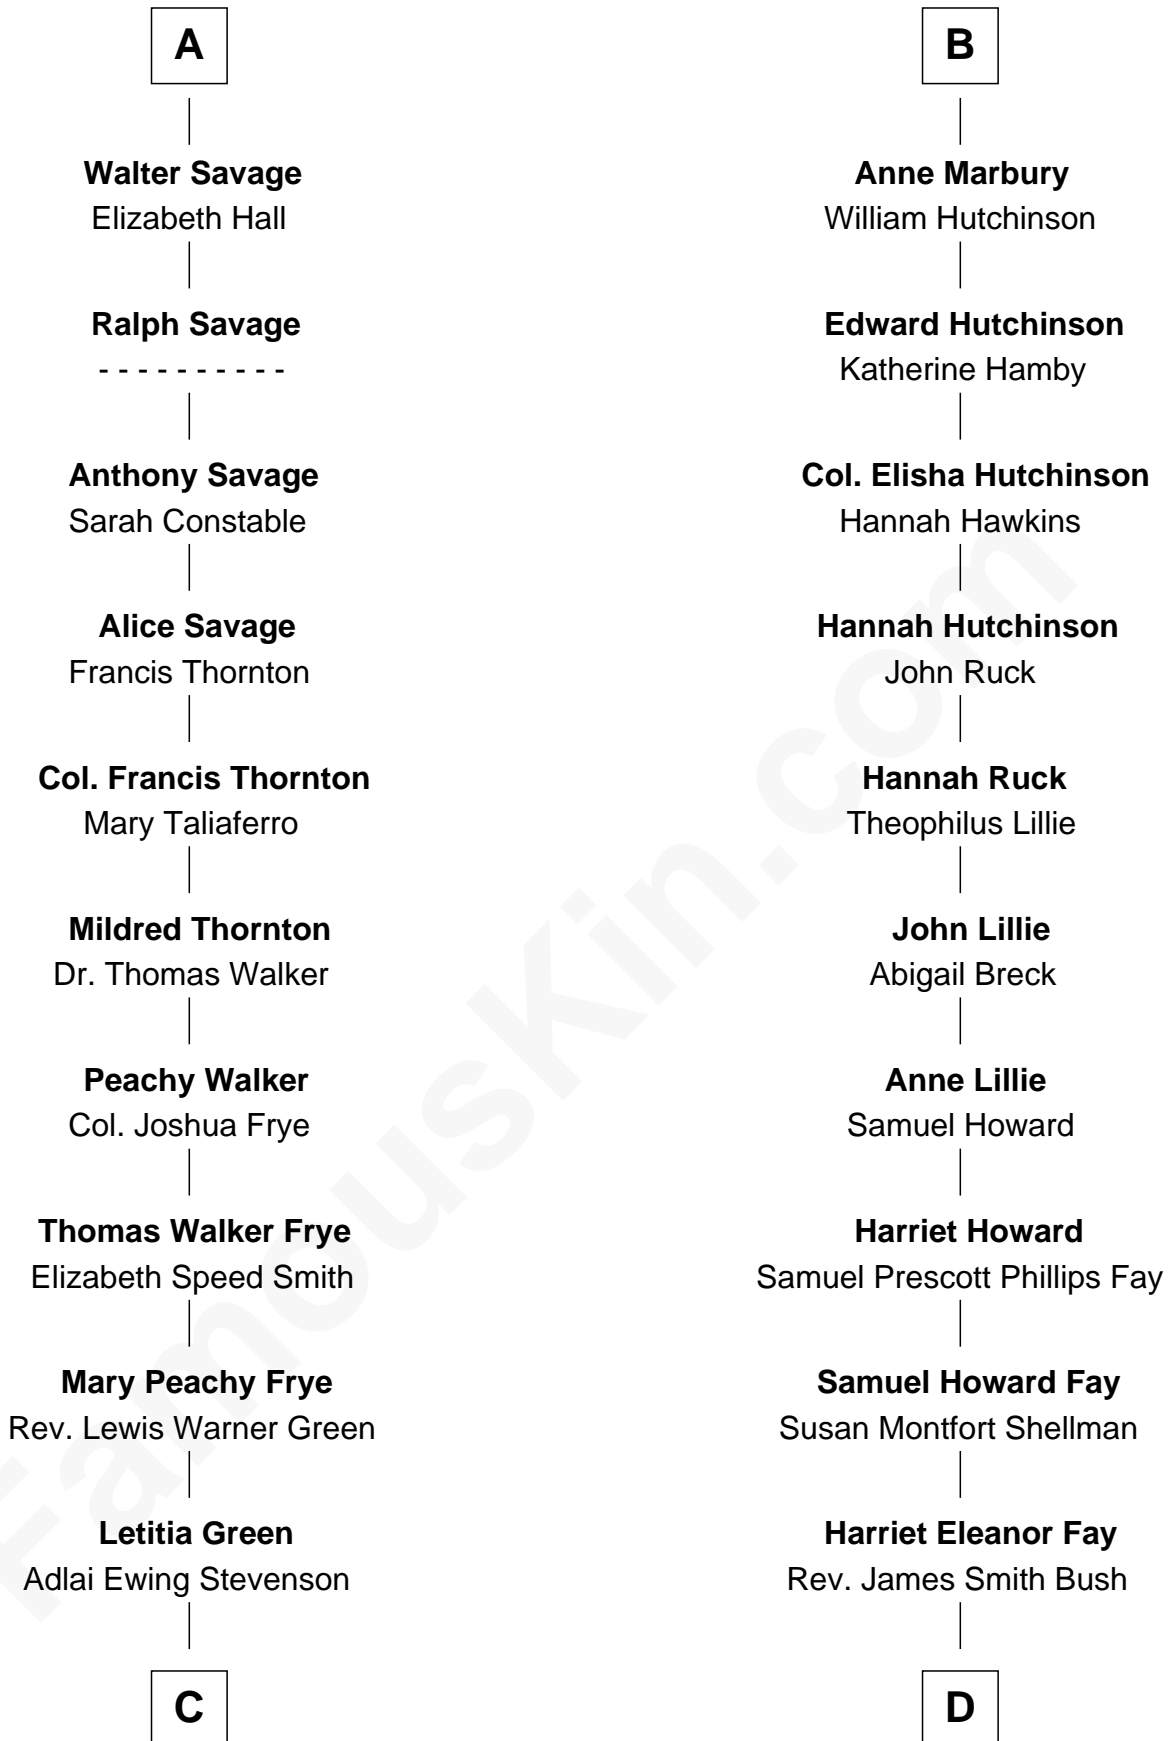 A
Walter Savage
Elizabeth Hall
Ralph Savage
- - - - - - - - - -
Anthony Savage
Sarah Constable
Alice Savage
Francis Thornton
Col. Francis Thornton
Mary Taliaferro
Mildred Thornton
Dr. Thomas Walker
Peachy Walker
Col. Joshua Frye
Thomas Walker Frye
Elizabeth Speed Smith
Mary Peachy Frye
Rev. Lewis Warner Green
Letitia Green
Adlai Ewing Stevenson
C
B
Anne Marbury
William Hutchinson
Edward Hutchinson
Katherine Hamby
Col. Elisha Hutchinson
Hannah Hawkins
Hannah Hutchinson
John Ruck
Hannah Ruck
Theophilus Lillie
John Lillie
Abigail Breck
Anne Lillie
Samuel Howard
Harriet Howard
Samuel Prescott Phillips Fay
Samuel Howard Fay
Susan Montfort Shellman
Harriet Eleanor Fay
Rev. James Smith Bush
D
FamousKin.com